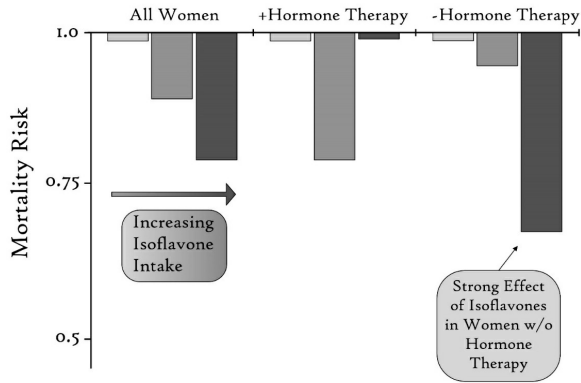 All Women
+Hormone Therapy
-Hormone Therapy
1.0
0.75
0.5
Mortality Risk
Increasing
Isoflavone
Intake
Strong Effect
of Isoflavones
in Women w/o
Hormone
Therapy